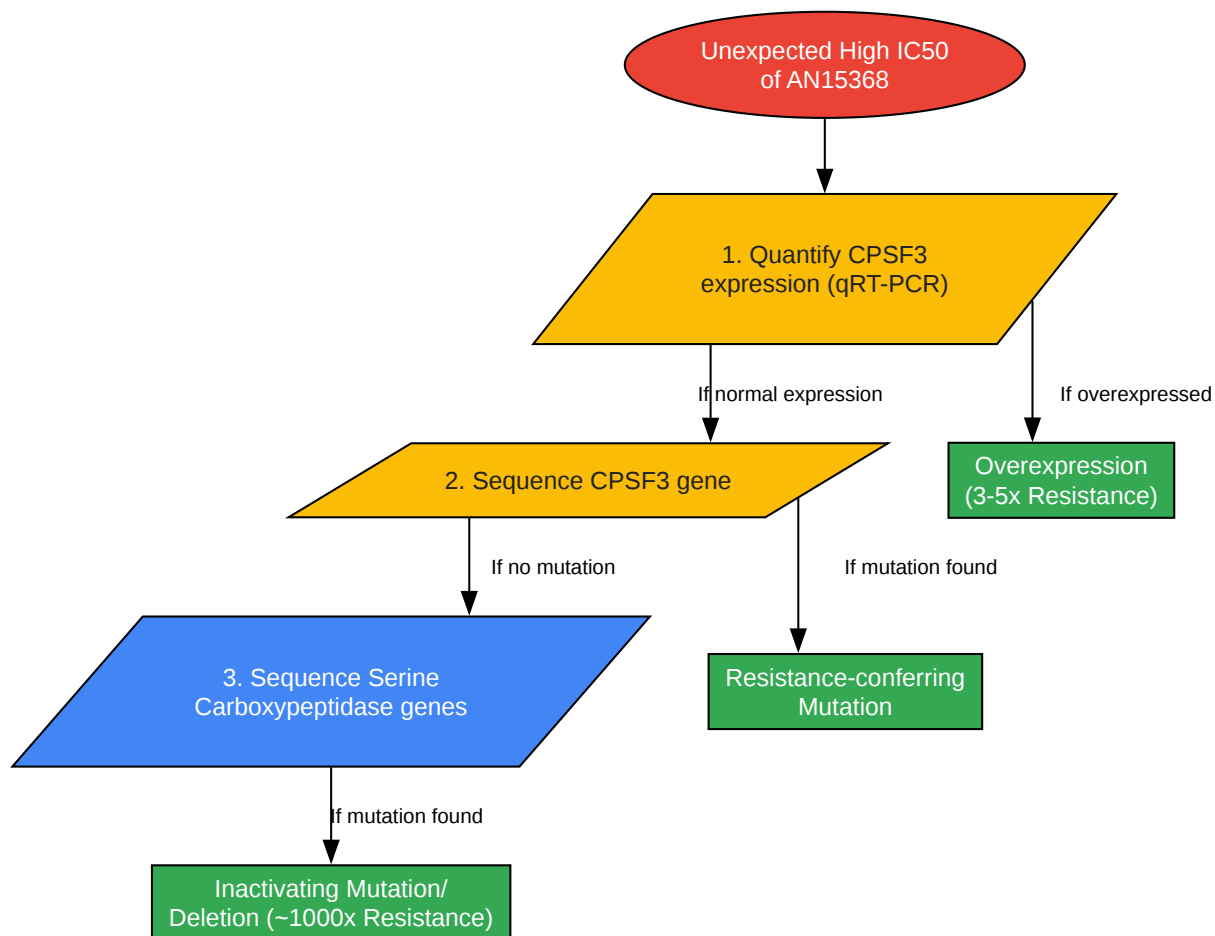 Unexpected High IC50
of AN15368
1. Quantify CPSF3
expression (qRT-PCR)
If normal expression
If overexpressed
2. Sequence CPSF3 gene
Overexpression
(3-5x Resistance)
If no mutation
If mutation found
3. Sequence Serine
Carboxypeptidase genes
Resistance-conferring
Mutation
If mutation found
Inactivating Mutation/
Deletion (~1000x Resistance)